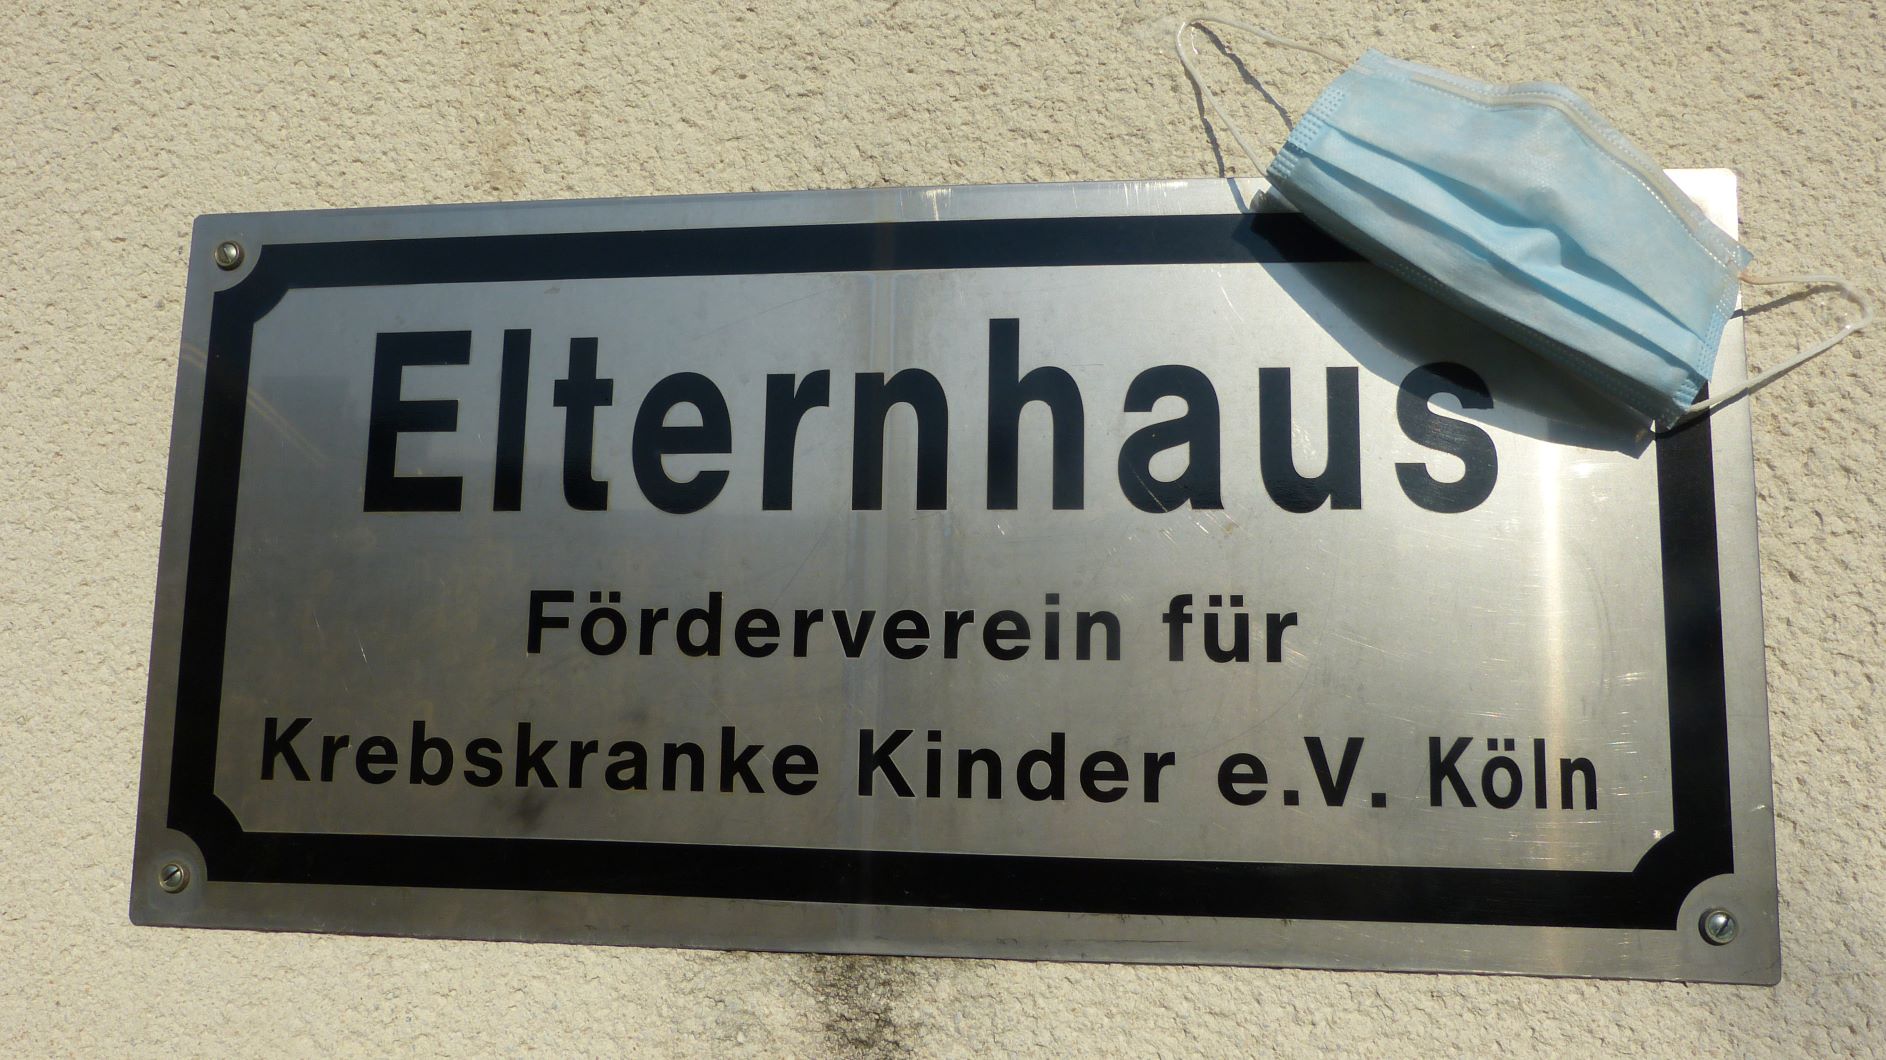 Elternhaus
Förderverein für
Krebskranke Kinder e.V. Köln